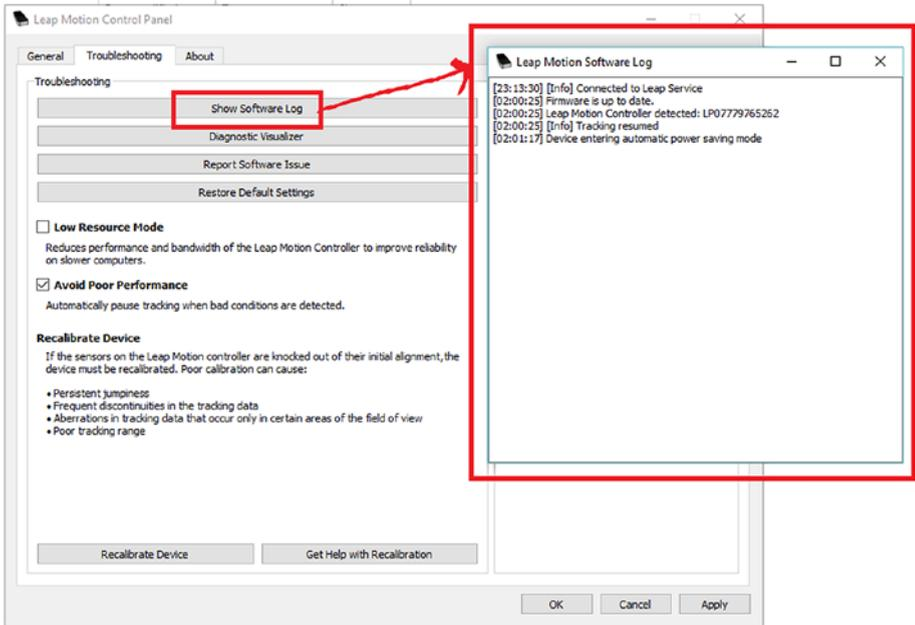 Leap Motion Control Panel
General
Troubleshooting
About
Troubleshooting
Show Software Log
Diagnostic Visualizer
Report Software Issue
Restore Default Settings
Low Resource Mode
Reduces performance and bandwidth of the Leap Motion Controller to improve reliability
on slower computers.
Avoid Poor Performance
Automatically pause tracking when bad conditions are detected.
Recalibrate Device
If the sensors on the Leap Motion controller are knocked out of their initial alignment, the
device must be recalibrated. Poor calibration can cause:
• Persistent jumpiness
• Frequent discontinuities in the tracking data
• Aberrations in tracking data that occur only in certain areas of the field of view
• Poor tracking range
Recalibrate Device
Get Help with Recalibration
OK
Cancel
Apply
Leap Motion Software Log
[23:13:30] [Info] Connected to Leap Service
[02:00:25] Firmware is up to date.
[02:00:25] Leap Motion Controller detected: LP07779765262
[02:00:25] [Info] Tracking resumed
[02:01:17] Device entering automatic power saving mode